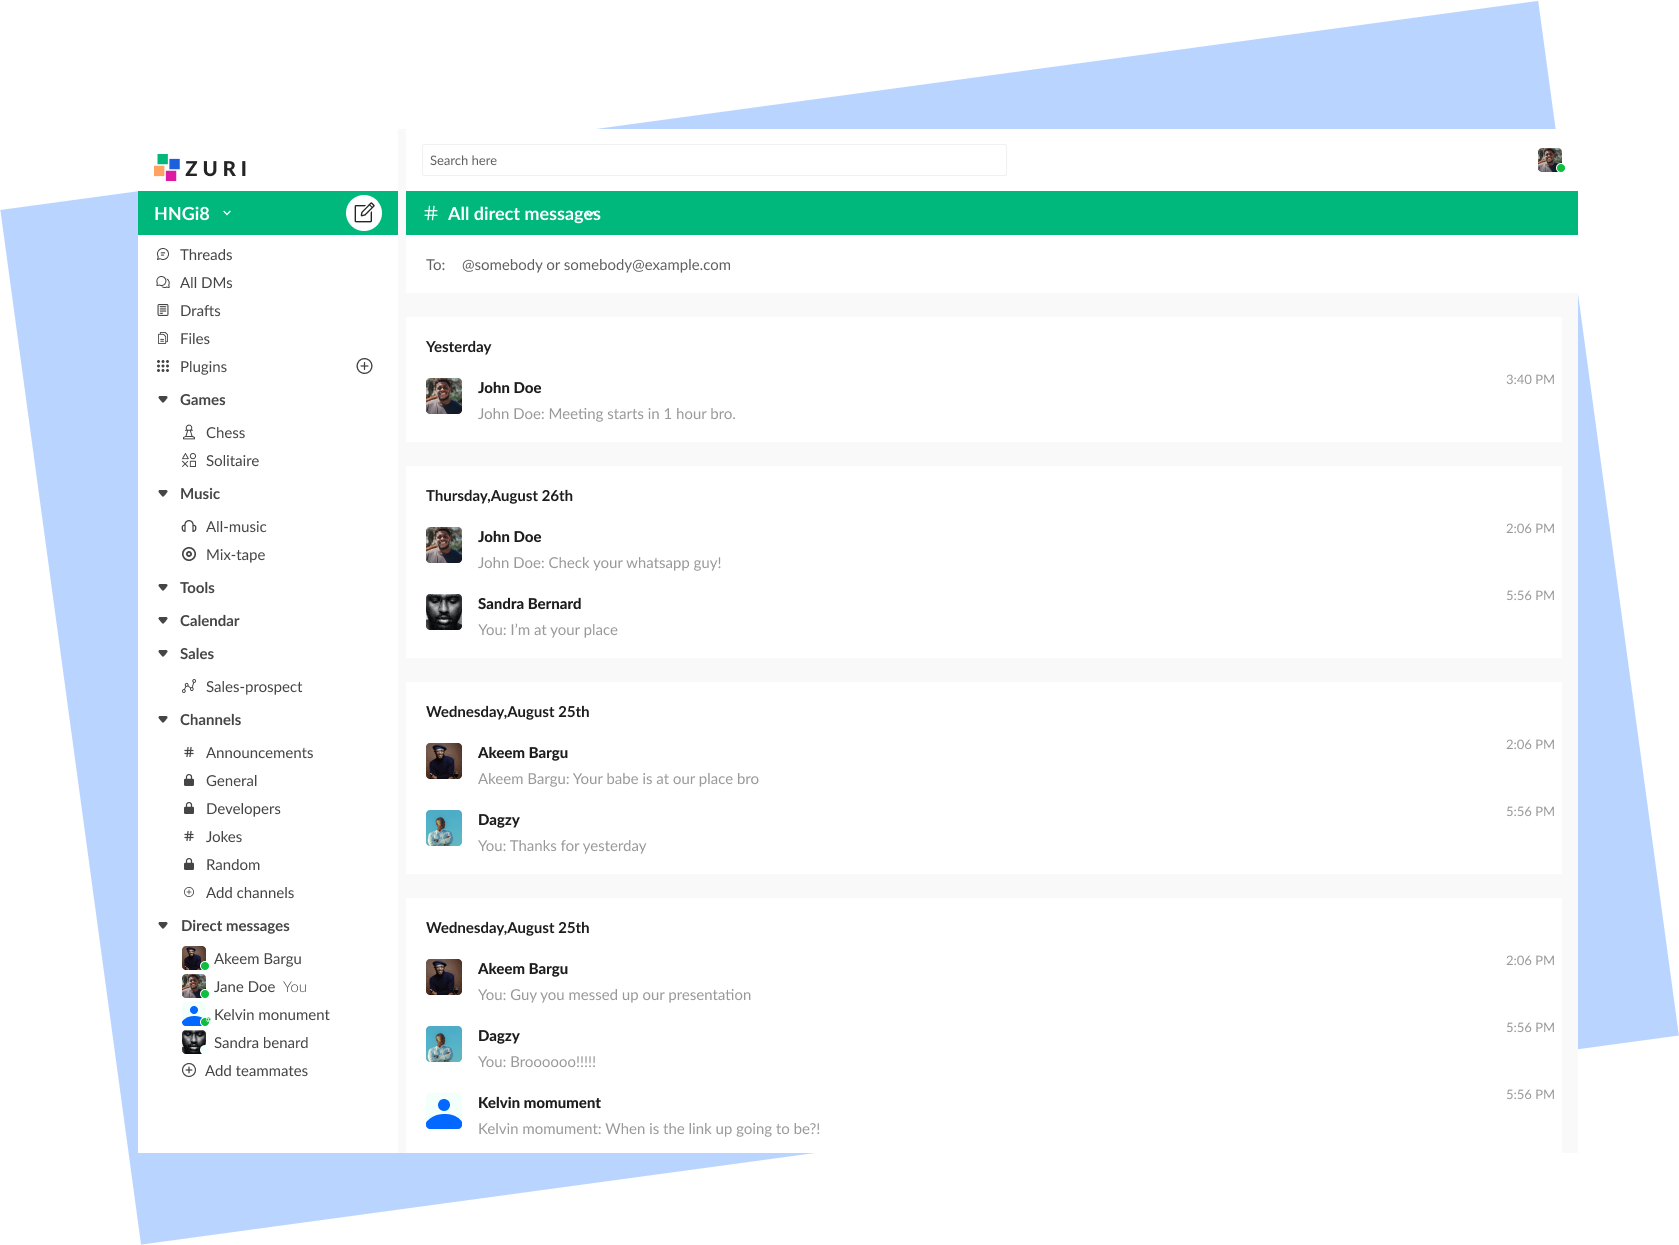 ZURI
Search here
HNGi8
# All direct messages
Threads
All DMs
Drafts
Files
Plugins
Games
Chess
Solitaire
Music
All-music
Mix-tape
Tools
Calendar
Sales
Sales-prospect
Channels
# Announcements
General
Developers
# Jokes
Random
Add channels
Direct messages
Akeem Bargu
Jane Doe You
Kelvin monument
Sandra benard
Add teammates
To: @somebody or somebody@example.com
Yesterday
John Doe 3:40 PM
John Doe: Meeting starts in 1 hour bro.
Thursday,August 26th
John Doe 2:06 PM
John Doe: Check your whatsapp guy!
Sandra Bernard 5:56 PM
You: I’m at your place
Wednesday,August 25th
Akeem Bargu 2:06 PM
Akeem Bargu: Your babe is at our place bro
Dagzy 5:56 PM
You: Thanks for yesterday
Wednesday,August 25th
Akeem Bargu 2:06 PM
You: Guy you messed up our presentation
Dagzy 5:56 PM
You: Broooooo!!!!!
Kelvin momument 5:56 PM
Kelvin momument: When is the link up going to be?!